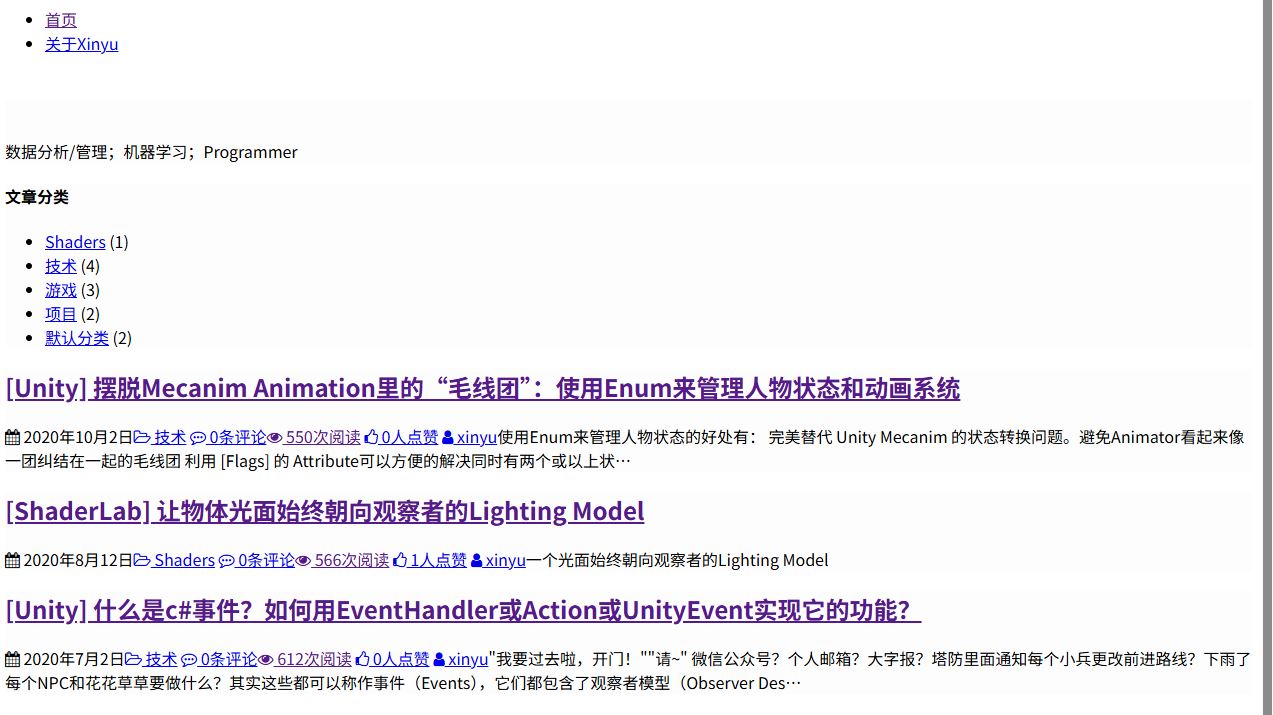 首页
关于Xinyu
数据分析/管理；机器学习；Programmer
文章分类
Shaders (1)
技术 (4)
游戏 (3)
项目 (2)
默认分类 (2)
[Unity] 摆脱Mecanim Animation里的“毛线团”：使用Enum来管理人物状态和动画系统
2020年10月2日 技术 0条评论 550次阅读 0人点赞 xinyu使用Enum来管理人物状态的好处有： 完美替代 Unity Mecanim 的状态转换问题。避免Animator看起来像
一团纠结在一起的毛线团 利用 [Flags] 的 Attribute可以方便的解决同时有两个或以上状…
[ShaderLab] 让物体光面始终朝向观察者的Lighting Model
2020年8月12日 Shaders 0条评论 566次阅读 1人点赞 xinyu一个光面始终朝向观察者的Lighting Model
[Unity] 什么是c#事件？如何用EventHandler或Action或UnityEvent实现它的功能？
2020年7月2日 技术 0条评论 612次阅读 0人点赞 xinyu"我要过去啦，开门！""请~" 微信公众号？个人邮箱？大字报？塔防里面通知每个小兵更改前进路线？下雨了
每个NPC和花花草草要做什么？其实这些都可以称作事件（Events），它们都包含了观察者模型（Observer Des…